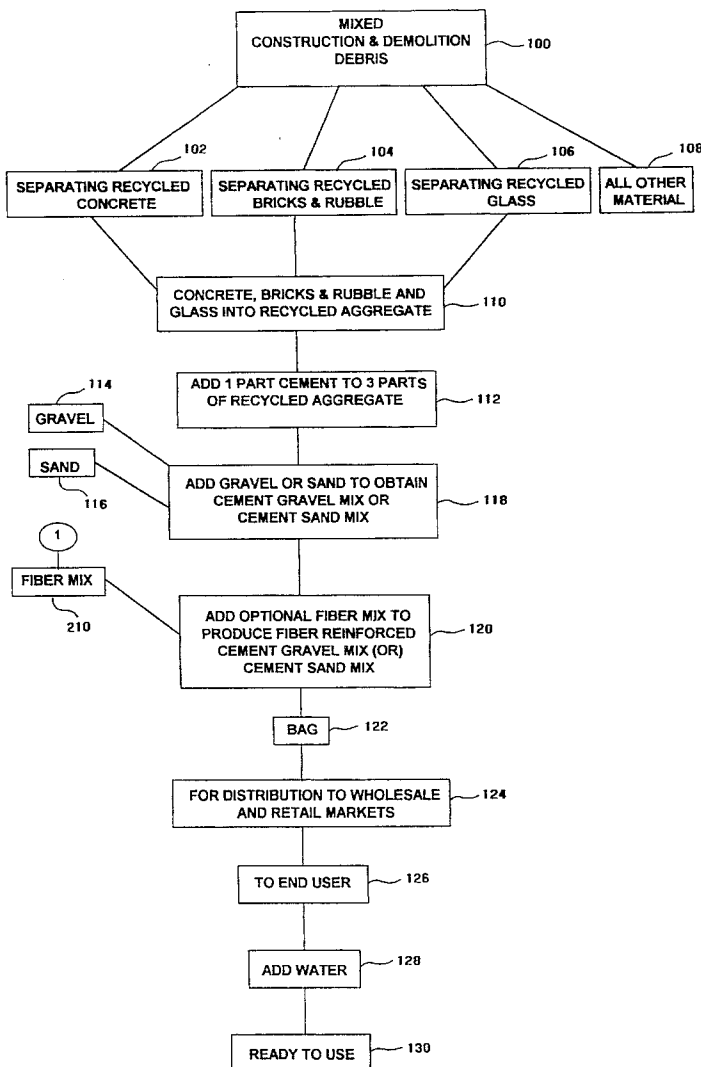 MIXED
CONSTRUCTION & DEMOLITION
DEBRIS
100
102
104
106
108
SEPARATING RECYCLED
CONCRETE
SEPARATING RECYCLED
BRICKS & RUBBLE
SEPARATING RECYCLED
GLASS
ALL OTHER
MATERIAL
CONCRETE, BRICKS & RUBBLE AND
GLASS INTO RECYCLED AGGREGATE
110
ADD 1 PART CEMENT TO 3 PARTS
OF RECYCLED AGGREGATE
112
114
GRAVEL
SAND
116
ADD GRAVEL OR SAND TO OBTAIN
CEMENT GRAVEL MIX OR
CEMENT SAND MIX
118
1
FIBER MIX
210
ADD OPTIONAL FIBER MIX TO
PRODUCE FIBER REINFORCED
CEMENT GRAVEL MIX (OR)
CEMENT SAND MIX
120
BAG
122
FOR DISTRIBUTION TO WHOLESALE
AND RETAIL MARKETS
124
TO END USER
126
ADD WATER
128
READY TO USE
130